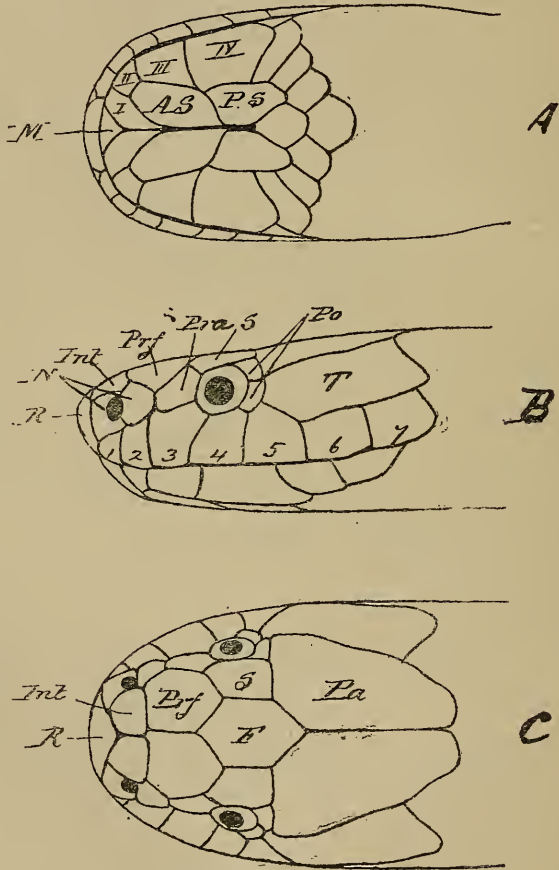 II III IV
I AS P.S
M
A
Prf Pra S Po
Int
N
R
T
1 2 3 4 5 6 7
B
Int Prf S Pa
R F
C